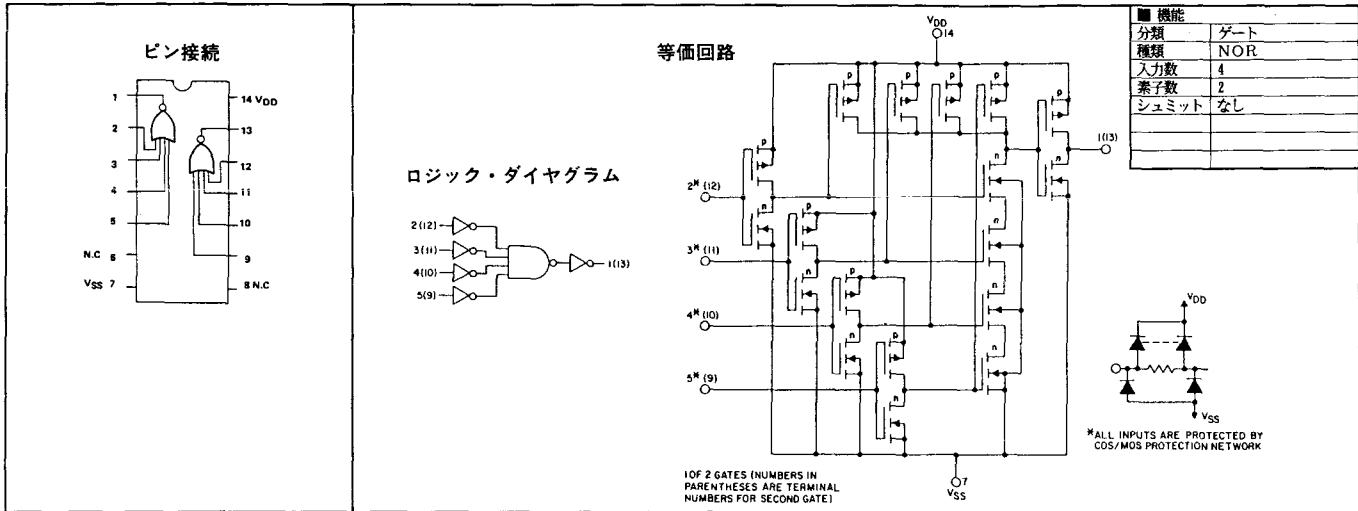 ピン接続
1
2
3
4
5
N.C 6
VSS 7
14 VDD
13
12
11
10
9
8 N.C
ロジック・ダイヤグラム
2(12)
3(11)
4(10)
5(9)
1(13)
等価回路
VDD
14
p
p
p
p
p
p
1(13)
n
n
2* (12)
n
p
3* (11)
n
n
p
4* (10)
n
n
p
n
5* (9)
n
7
VSS
1 OF 2 GATES (NUMBERS IN
PARENTHESES ARE TERMINAL
NUMBERS FOR SECOND GATE)
VDD
VSS
*ALL INPUTS ARE PROTECTED BY
COS/MOS PROTECTION NETWORK
■ 機能
分類 ゲート
種類 NOR
入力数 4
素子数 2
シュミット なし